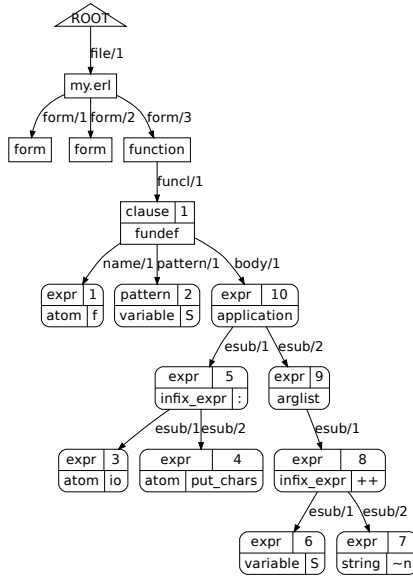 ROOT
file/1
my.erl
form/1 form/2 form/3
form form function
funcl/1
clause 1
fundef
name/1 pattern/1 body/1
expr 1 pattern 2 expr 10
atom f variable S application
esub/1 esub/2
expr 5 expr 9
infix_expr : arglist
esub/1 esub/2 esub/1
expr 3 expr 4 expr 8
atom io atom put_chars infix_expr ++
esub/1 esub/2
expr 6 expr 7
variable S string ~n